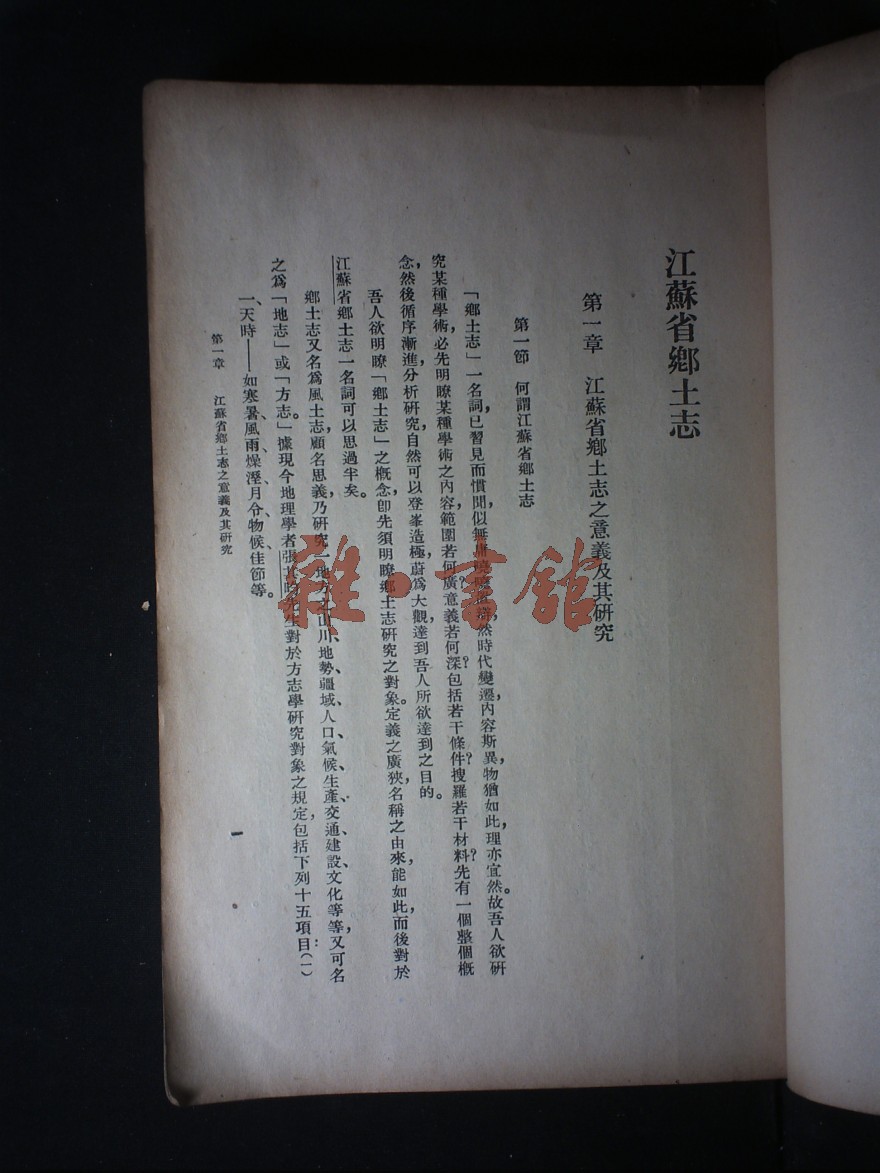 江蘇省鄉土志
第一章　江蘇省鄉土志之意義及其研究
第一節　何謂江蘇省鄉土志
「鄉土志」一名詞，已習見而慣聞，似無庸　　　，然時代變遷，內容斯異，物猶如此，理亦宜然。故吾人欲研
究某種學術，必先明瞭某種學術之內容，範圍若何廣？意義若何深？包括若干條件？搜羅若干材料？先有一個整個概
念，然後循序漸進，分析研究，自然可以登峯造極，蔚爲大觀，達到吾人所欲達到之目的。
吾人欲明瞭「鄉土志」之概念，卽先須明瞭鄉土志研究之對象。定義之廣狹，名稱之由來，能如此，而後對於
江蘇省鄉土志一名詞可以思過半矣。
鄉土志又名爲風土志，顧名思義，乃研究一地方之山川、地勢、疆域、人口、氣候、生產、交通、建設、文化等等，又可名
之爲「地志」或「方志」。據現今地理學者張其昀先生對於方志學研究對象之規定，包括下列十五項目：(一)
一、天時——如寒暑、風雨、燥溼、月令、物候、佳節等。
第一章　江蘇省鄉土志之意義及其研究
一
雜·書館